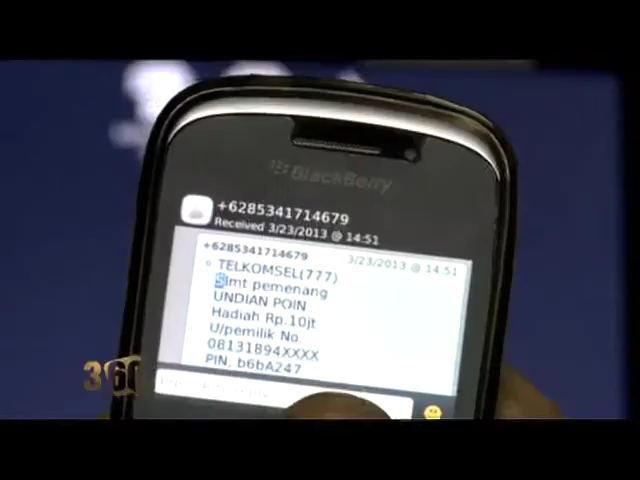 BlackBerry
+6285341714679
Received 3/23/2013 @ 14:51
+6285341714679 3/23/2013 @ 14:51
TELKOMSEL(777)
Slmt pemenang
UNDIAN POIN
Hadiah Rp.10jt
U/pemilik No.
08131894XXXX
PIN, b6bA247
360